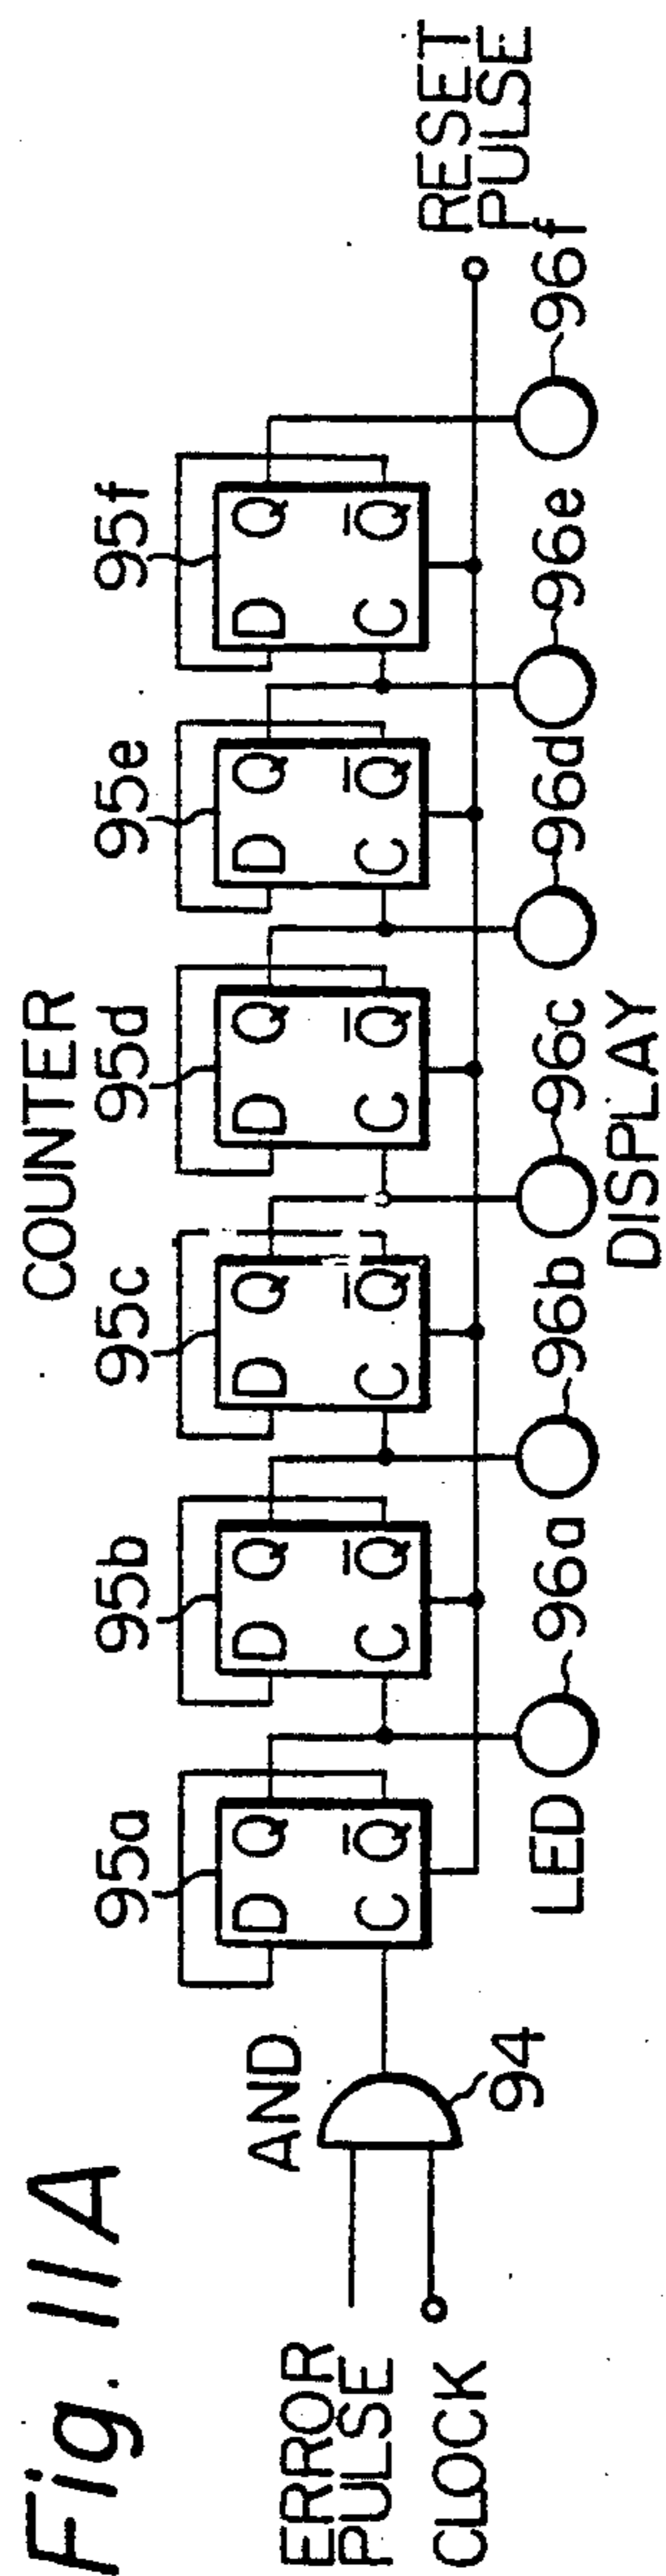 Fig. 11A
COUNTER
95a
95b
95c
95d
95e
95f
AND
ERROR
PULSE
CLOCK
94
D Q
C Q̅
D Q
C Q̅
D Q
C Q̅
D Q
C Q̅
D Q
C Q̅
D Q
C Q̅
RESET
PULSE
LED
96a
96b
96c
96d
96e
96f
DISPLAY